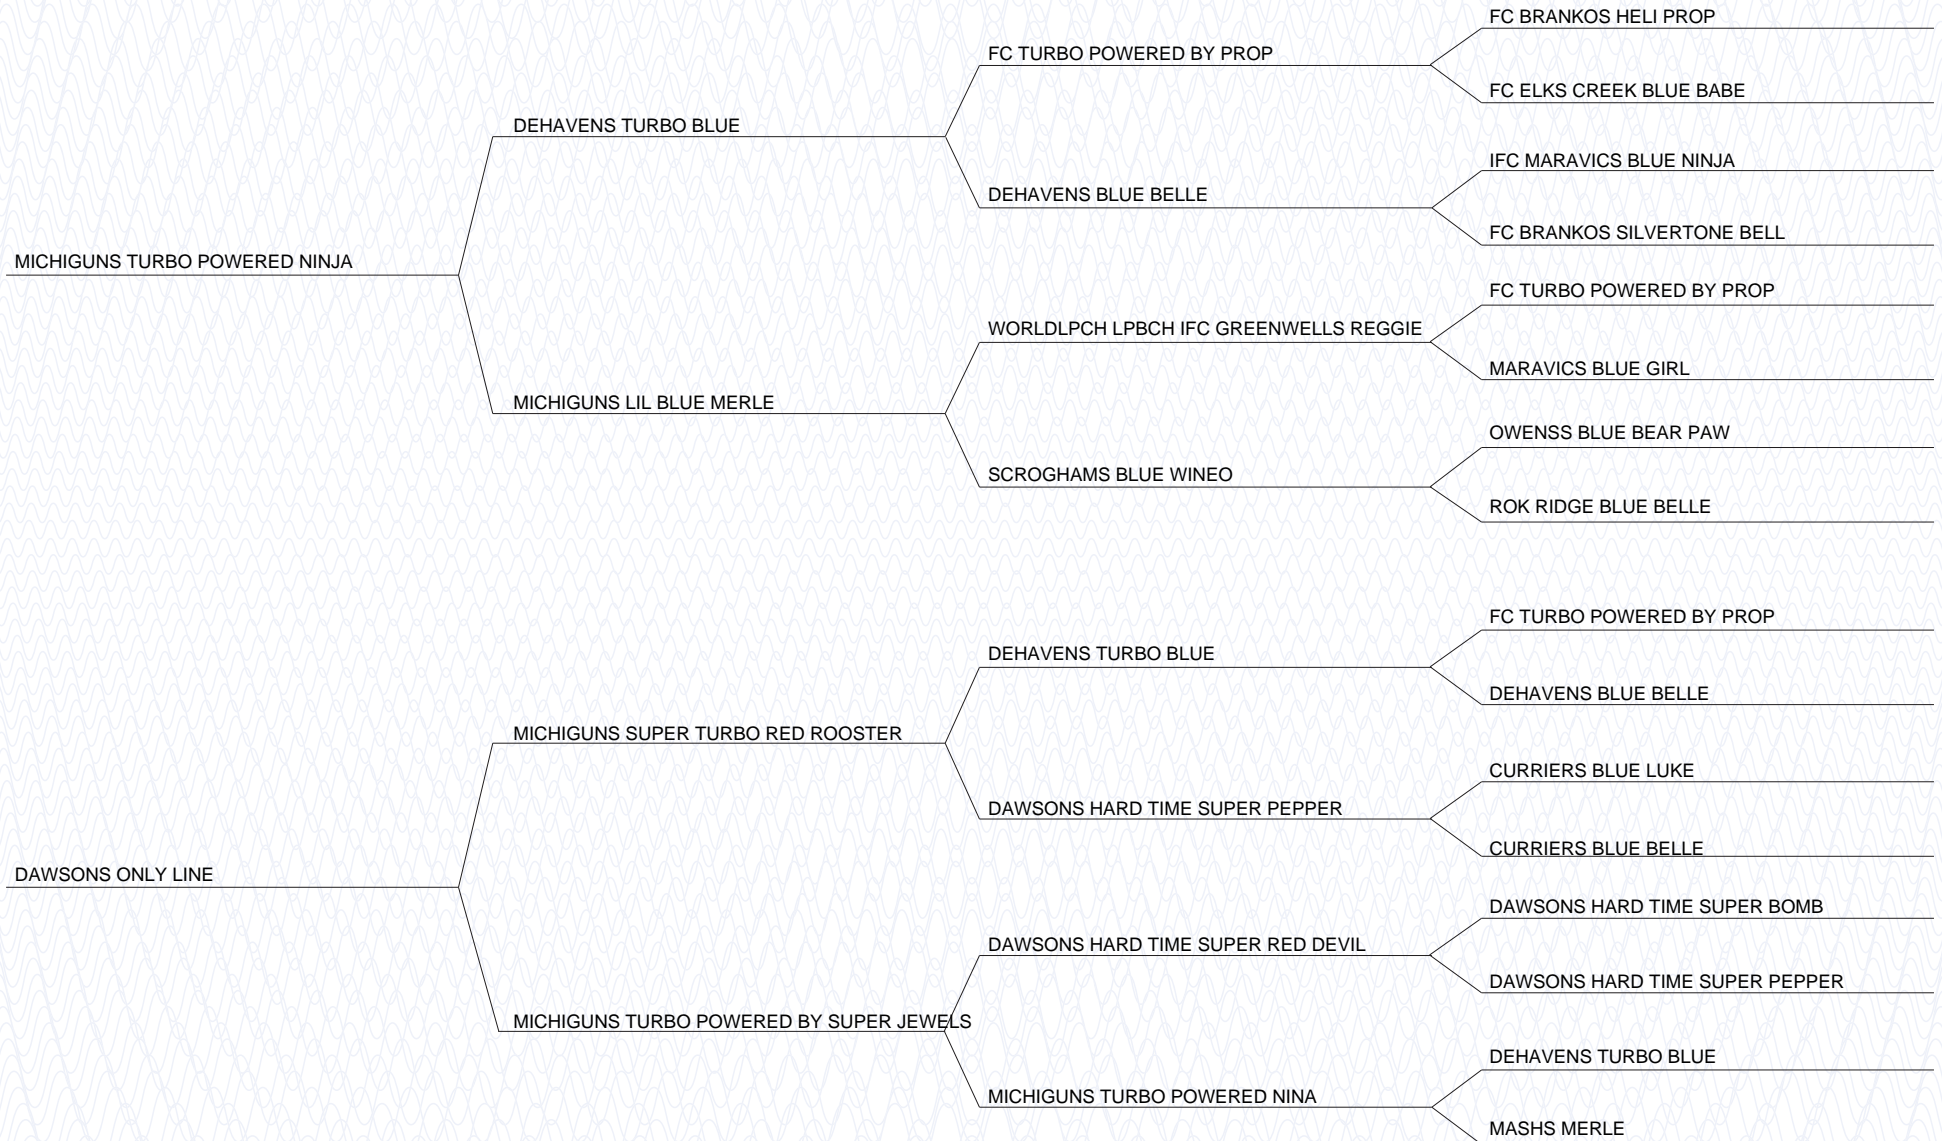 FC BRANKOS HELI PROP
FC TURBO POWERED BY PROP
FC ELKS CREEK BLUE BABE
DEHAVENS TURBO BLUE
IFC MARAVICS BLUE NINJA
DEHAVENS BLUE BELLE
FC BRANKOS SILVERTONE BELL
MICHIGUNS TURBO POWERED NINJA
FC TURBO POWERED BY PROP
WORLDLPCH LPBCH IFC GREENWELLS REGGIE
MARAVICS BLUE GIRL
MICHIGUNS LIL BLUE MERLE
OWENSS BLUE BEAR PAW
SCROGHAMS BLUE WINEO
ROK RIDGE BLUE BELLE
FC TURBO POWERED BY PROP
DEHAVENS TURBO BLUE
DEHAVENS BLUE BELLE
MICHIGUNS SUPER TURBO RED ROOSTER
CURRIERS BLUE LUKE
DAWSONS HARD TIME SUPER PEPPER
CURRIERS BLUE BELLE
DAWSONS ONLY LINE
DAWSONS HARD TIME SUPER BOMB
DAWSONS HARD TIME SUPER RED DEVIL
DAWSONS HARD TIME SUPER PEPPER
MICHIGUNS TURBO POWERED BY SUPER JEWELS
DEHAVENS TURBO BLUE
MICHIGUNS TURBO POWERED NINA
MASHS MERLE